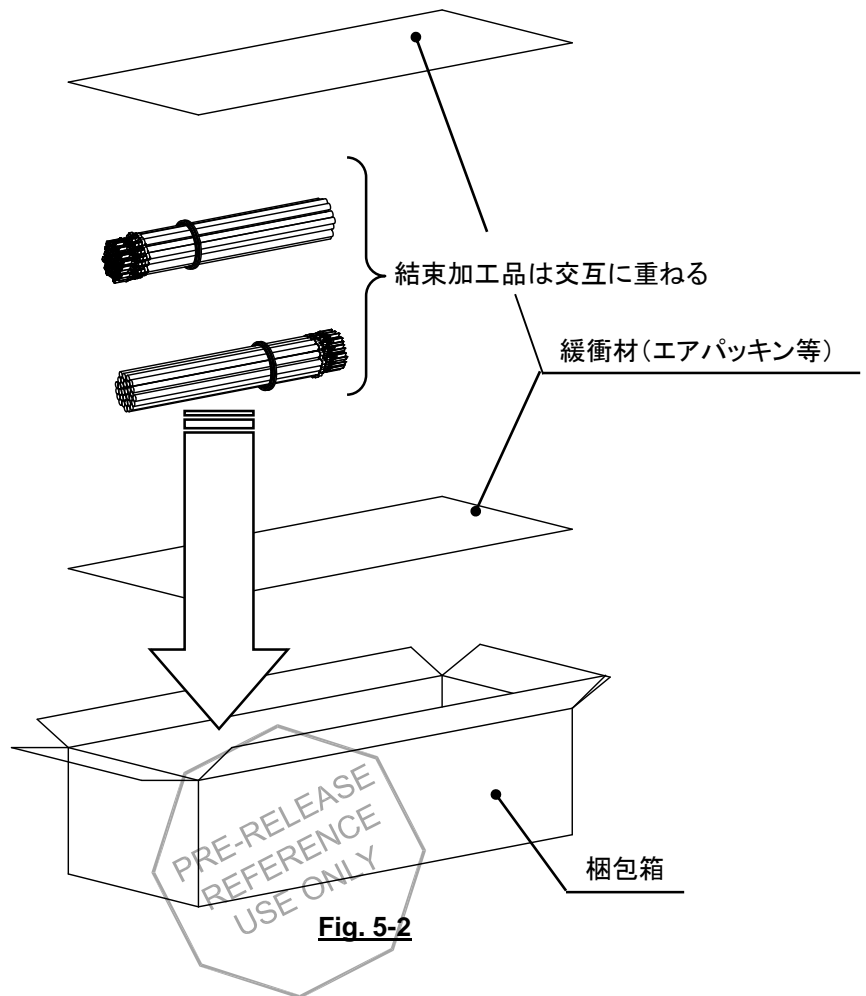 結束加工品は交互に重ねる
緩衝材(エアパッキン等)
PRE-RELEASE
REFERENCE
USE ONLY
梱包箱
Fig. 5-2